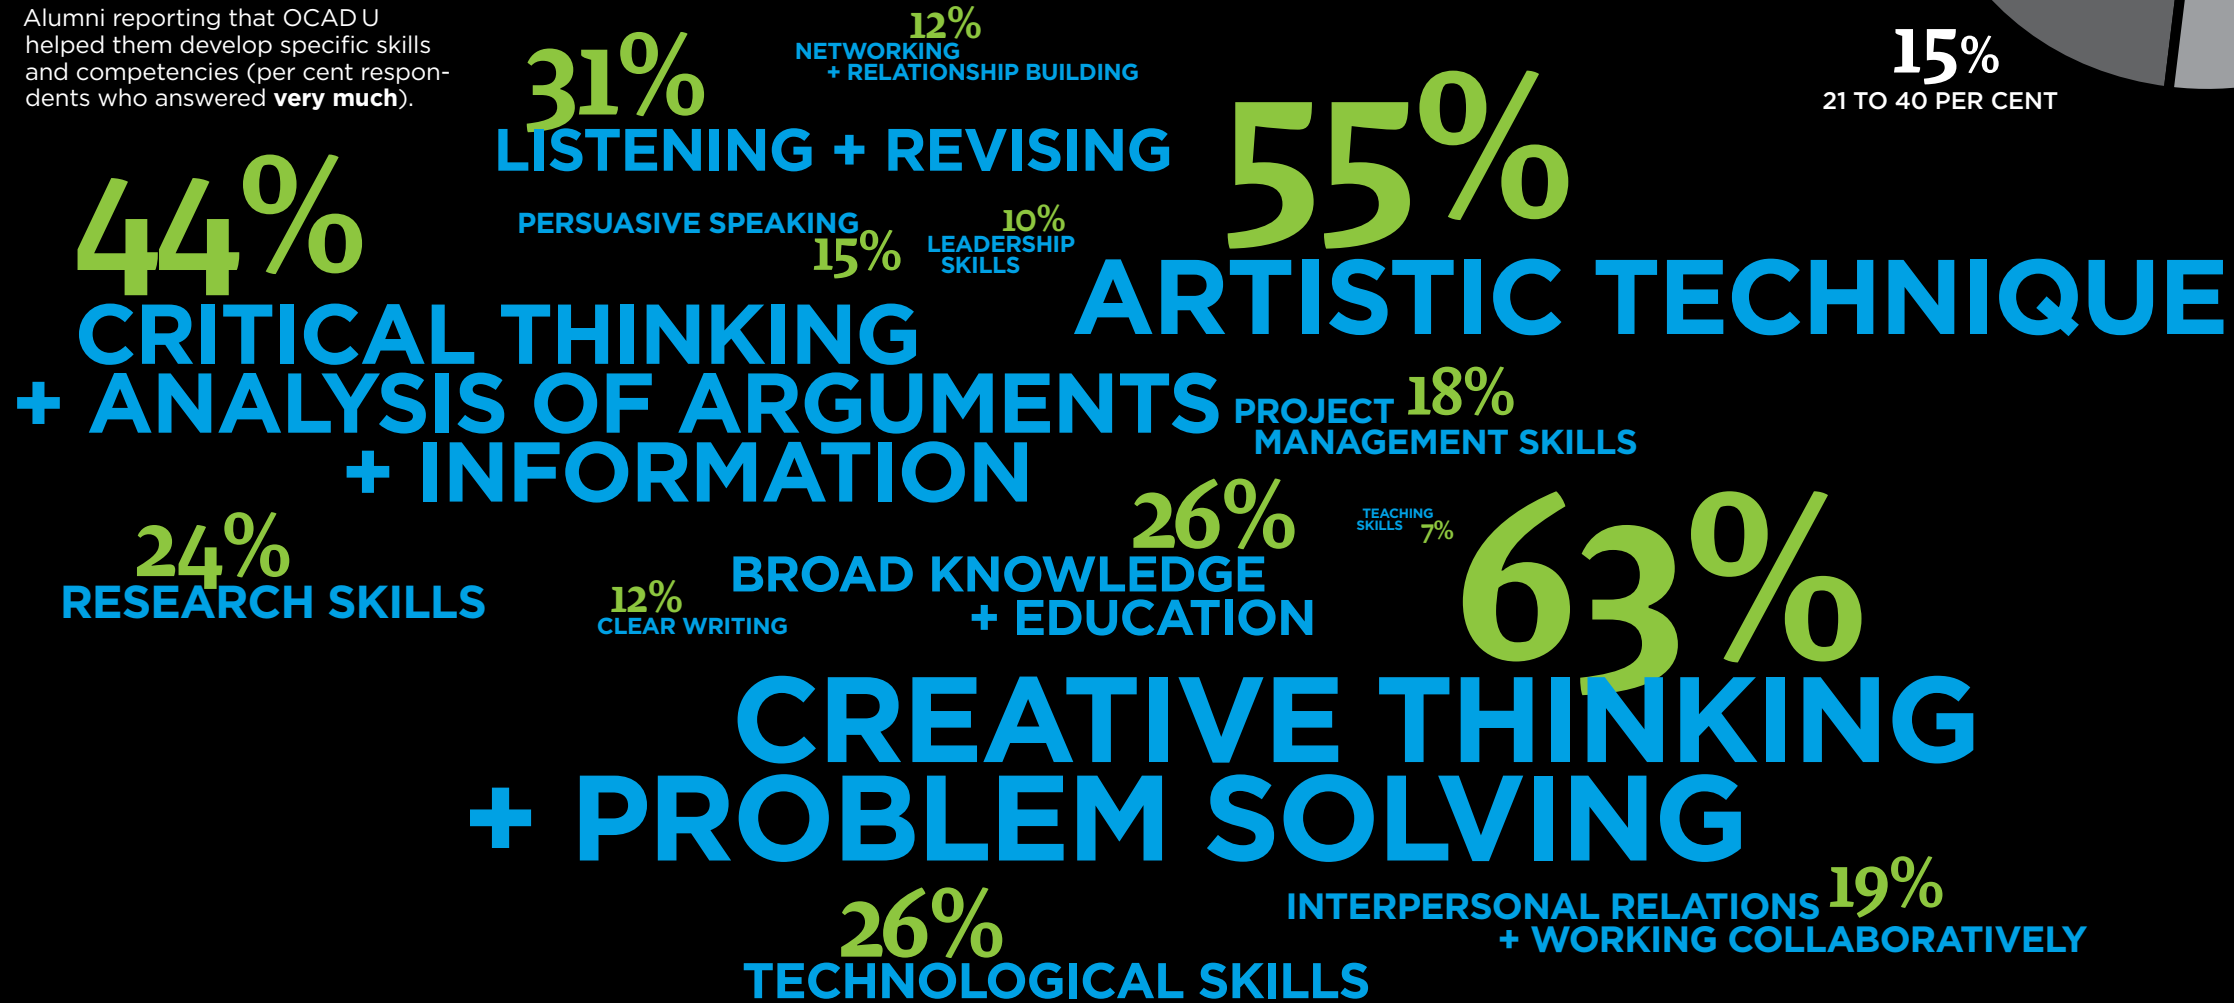 Alumni reporting that OCAD U
helped them develop specific skills
and competencies (per cent respon-
dents who answered very much).
31%
LISTENING + REVISING
12%
NETWORKING
+ RELATIONSHIP BUILDING
15%
21 TO 40 PER CENT
44%
CRITICAL THINKING
+ ANALYSIS OF ARGUMENTS
+ INFORMATION
PERSUASIVE SPEAKING
15%
10%
LEADERSHIP
SKILLS
55%
ARTISTIC TECHNIQUE
PROJECT 18%
MANAGEMENT SKILLS
24%
RESEARCH SKILLS
12%
CLEAR WRITING
26%
BROAD KNOWLEDGE
+ EDUCATION
TEACHING
SKILLS 7%
63%
CREATIVE THINKING
+ PROBLEM SOLVING
26%
TECHNOLOGICAL SKILLS
INTERPERSONAL RELATIONS 19%
+ WORKING COLLABORATIVELY